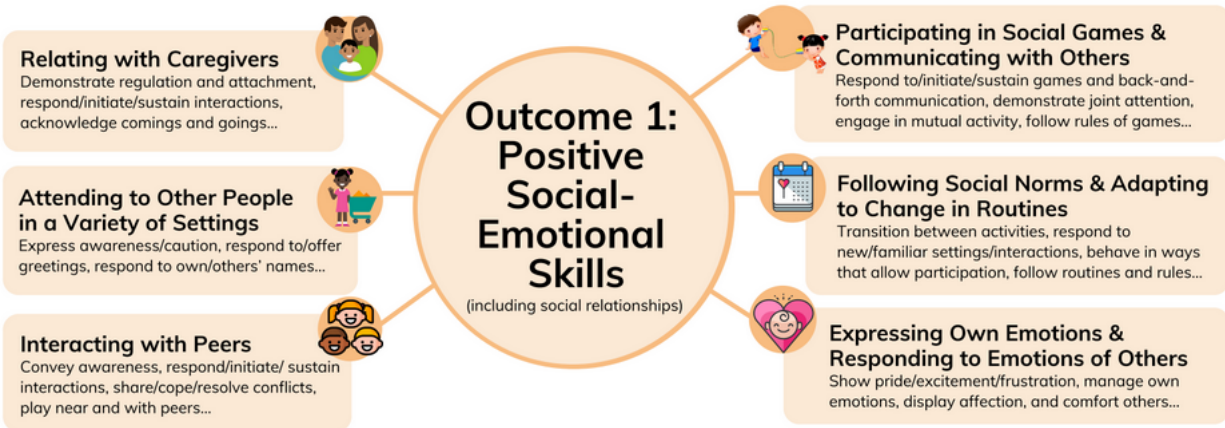 Relating with Caregivers
Demonstrate regulation and attachment,
respond/initiate/sustain interactions,
acknowledge comings and goings...
Attending to Other People
in a Variety of Settings
Express awareness/caution, respond to/offer
greetings, respond to own/others' names...
Interacting with Peers
Convey awareness, respond/initiate/ sustain
interactions, share/cope/resolve conflicts,
play near and with peers...
Outcome 1:
Positive
Social-
Emotional
Skills
(including social relationships)
Participating in Social Games &
Communicating with Others
Respond to/initiate/sustain games and back-and-
forth communication, demonstrate joint attention,
engage in mutual activity, follow rules of games...
Following Social Norms & Adapting
to Change in Routines
Transition between activities, respond to
new/familiar settings/interactions, behave in ways
that allow participation, follow routines and rules...
Expressing Own Emotions &
Responding to Emotions of Others
Show pride/excitement/frustration, manage own
emotions, display affection, and comfort others...